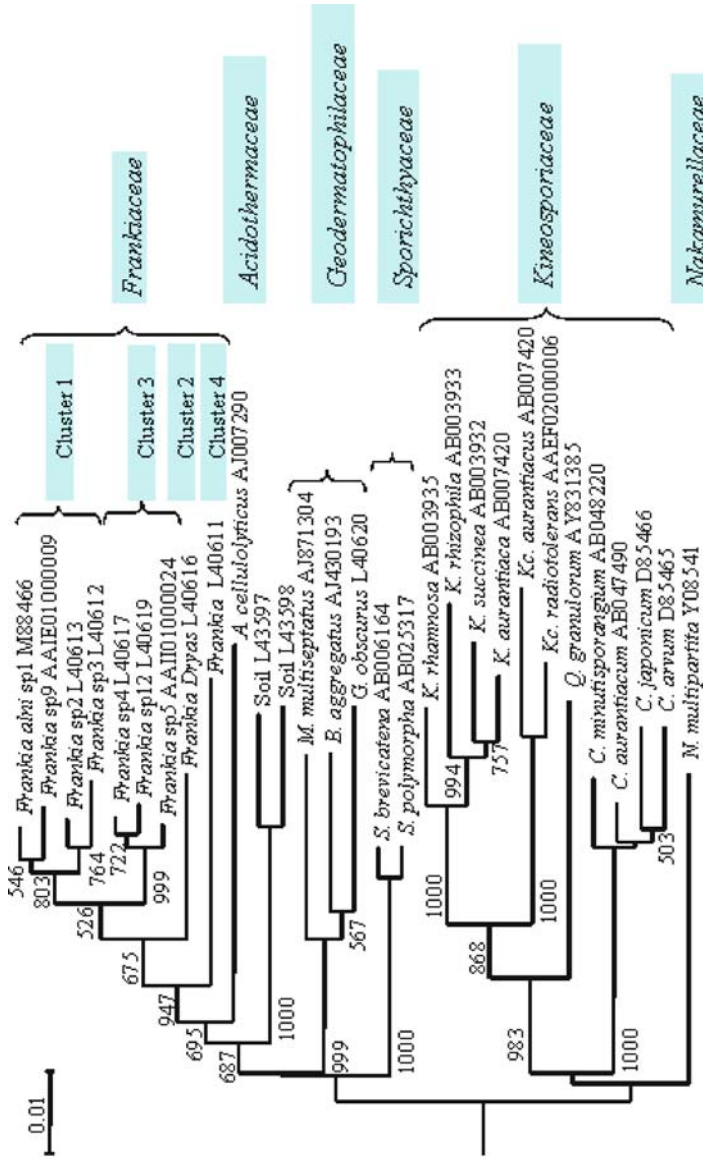 0.01
546
803
526
764
722
999
675
947
695
687
1000
999
567
1000
994
757
1000
868
1000
983
1000
503
Frankia alni sp1 M88466
Frankia sp9 AAIE01000009
Frankia sp2 L40613
Frankia sp3 L40612
Frankia sp4 L40617
Frankia sp12 L40619
Frankia sp5 AAII01000024
Frankia Dryas L40616
Frankia L40611
A cellulolyticus AJ007290
Soil L43597
Soil L43598
M. multiseptatus AJ871304
B. aggregatus AJ430193
G. obscurus L40620
S. brevicatena AB006164
S. polymorpha AB025317
K. rhamnosa AB003935
K. rhizophila AB003933
K. succinea AB003932
K. aurantiaca AB007420
Kc. aurantiacus AB007420
Kc. radiotolerans AAEF02000006
Q. granulorum AY831385
C. minutisporangium AB048220
C. aurantiacum AB047490
C. japonicum D85466
C. arvum D85465
N. multipartita Y08541
Cluster 1
Cluster 3
Cluster 2
Cluster 4
Frankiaceae
Acidothermaceae
Geodermatophilaceae
Sporichthyaceae
Kineosporiaceae
Nakamurellaceae